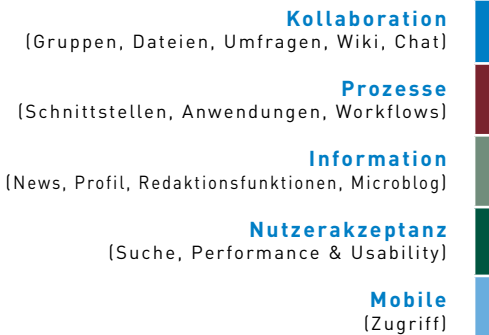 Kollaboration
(Gruppen, Dateien, Umfragen, Wiki, Chat)
Prozesse
(Schnittstellen, Anwendungen, Workflows)
Information
(News, Profil, Redaktionsfunktionen, Microblog)
Nutzerakzeptanz
(Suche, Performance & Usability)
Mobile
(Zugriff)